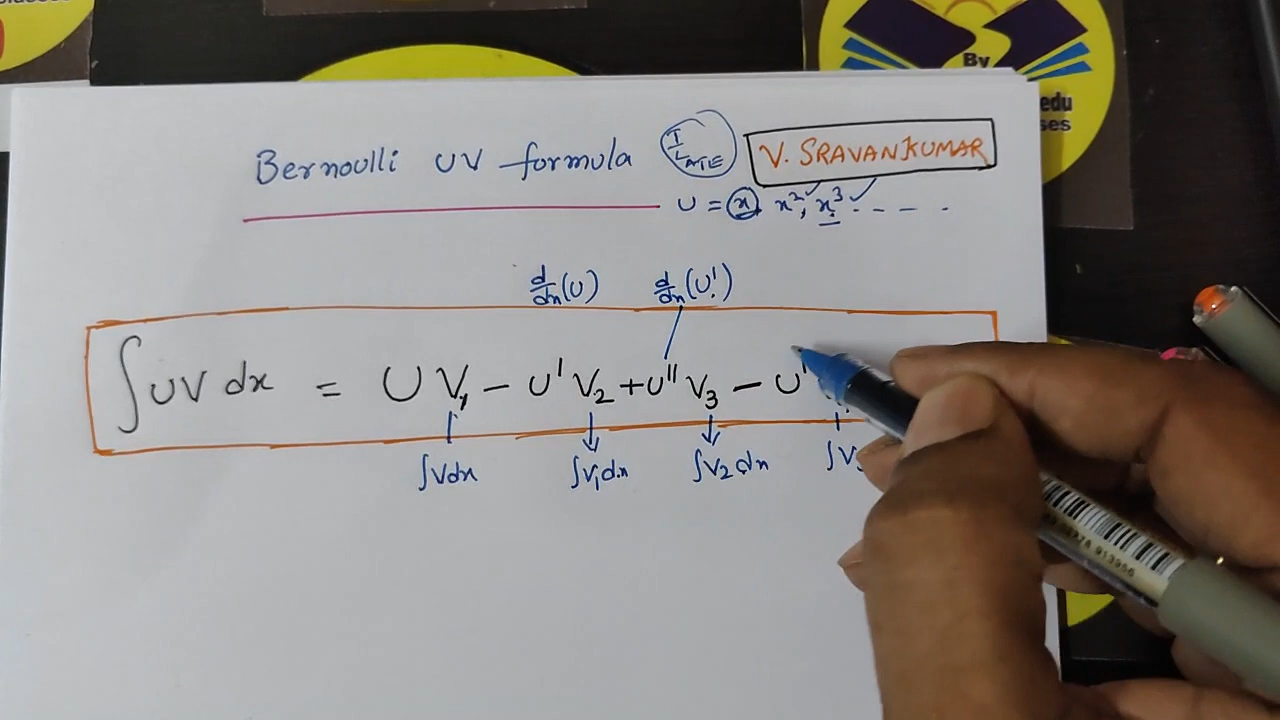 By
edu
ses
Bernoulli UV formula
I
LATE
V. SRAVANKUMAR
U = x, x², x³ . - - - .
d/dx(U) d/dx(U')
∫UV dx = U V₁ - U' V₂ + U'' V₃ - U'
∫Vdx ∫V₁dx ∫V₂dx ∫V₃